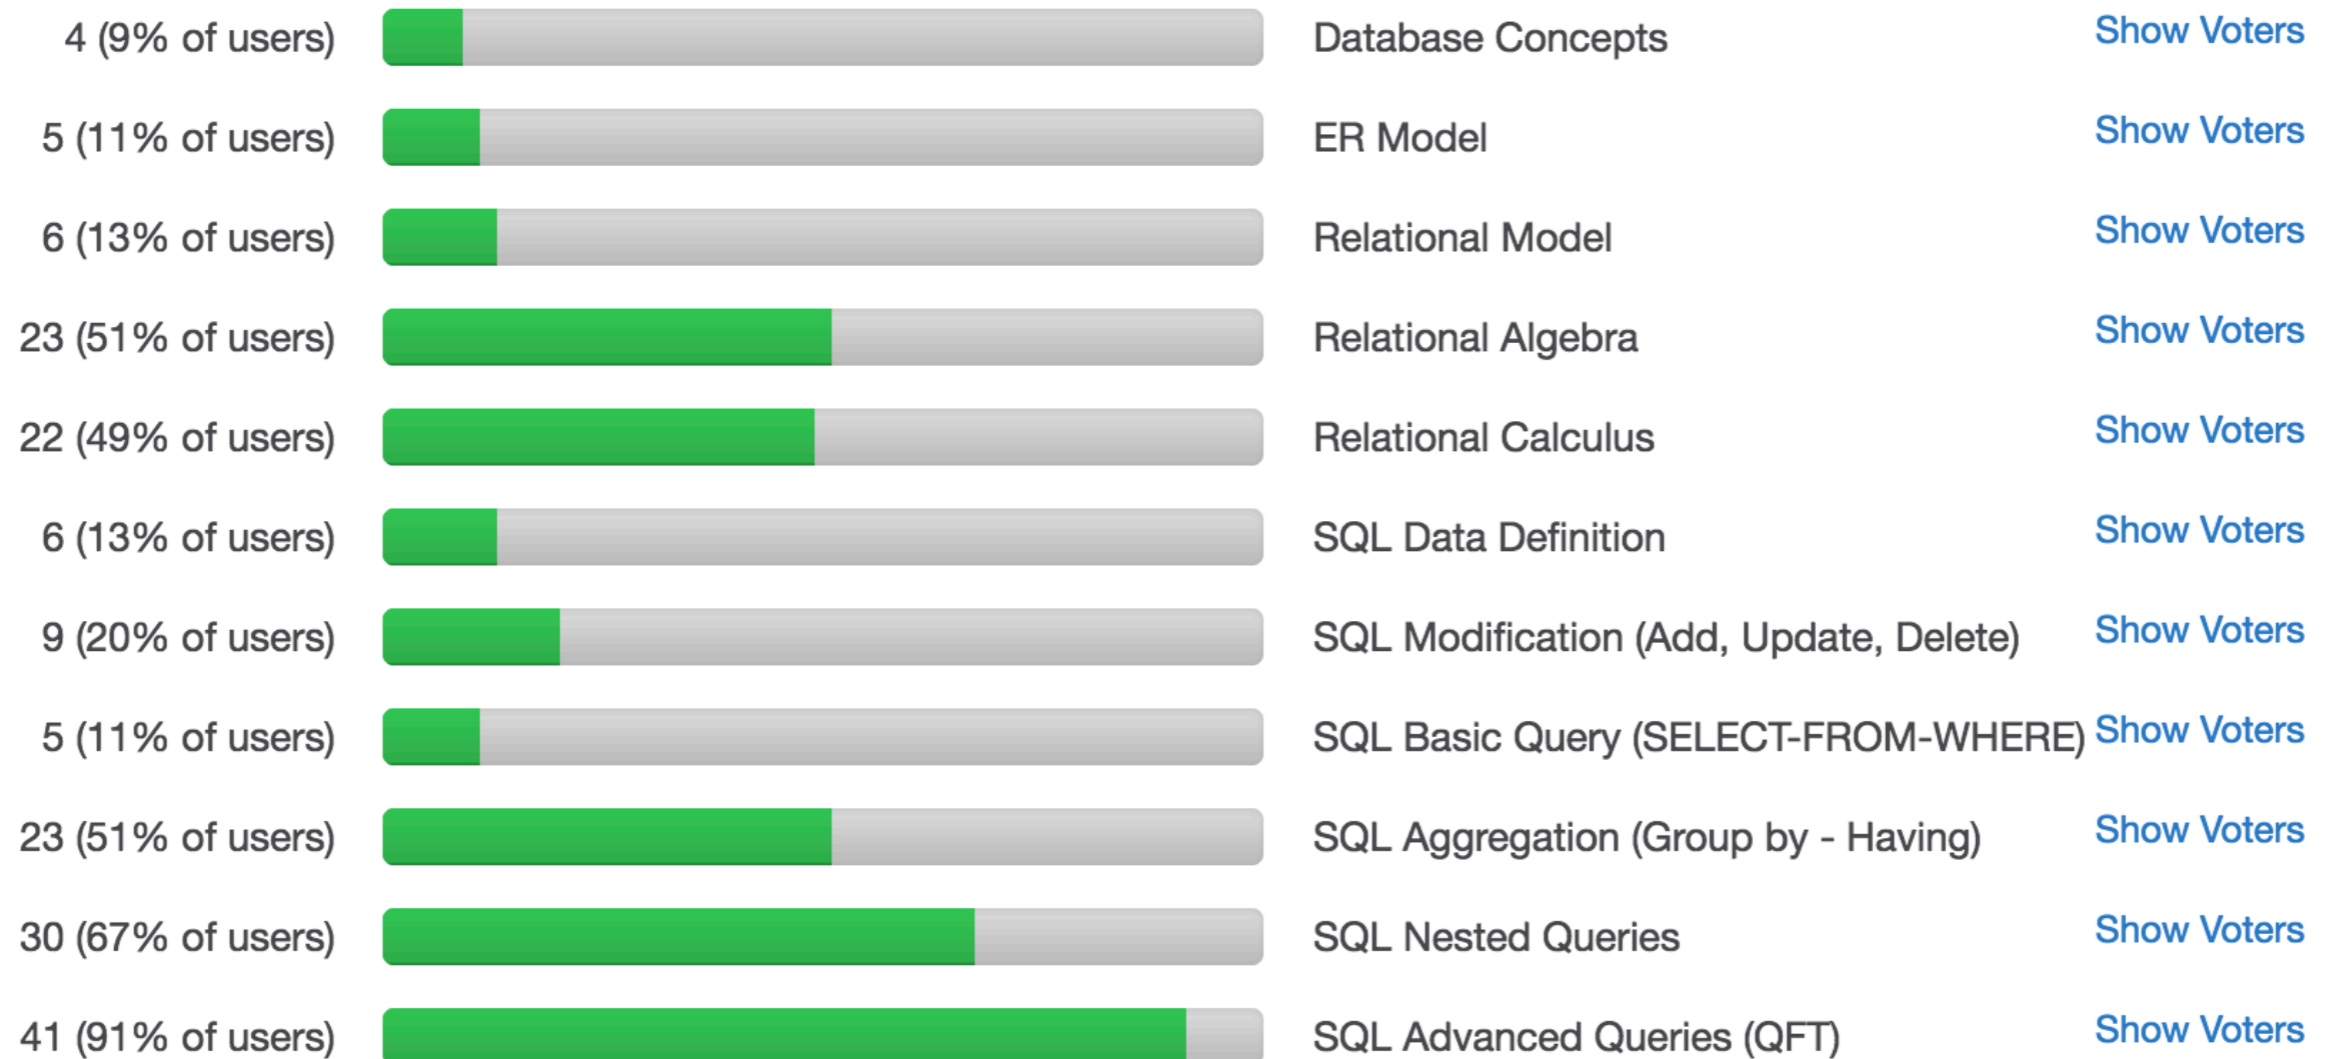 4 (9% of users) Database Concepts Show Voters
5 (11% of users) ER Model Show Voters
6 (13% of users) Relational Model Show Voters
23 (51% of users) Relational Algebra Show Voters
22 (49% of users) Relational Calculus Show Voters
6 (13% of users) SQL Data Definition Show Voters
9 (20% of users) SQL Modification (Add, Update, Delete) Show Voters
5 (11% of users) SQL Basic Query (SELECT-FROM-WHERE) Show Voters
23 (51% of users) SQL Aggregation (Group by - Having) Show Voters
30 (67% of users) SQL Nested Queries Show Voters
41 (91% of users) SQL Advanced Queries (QFT) Show Voters